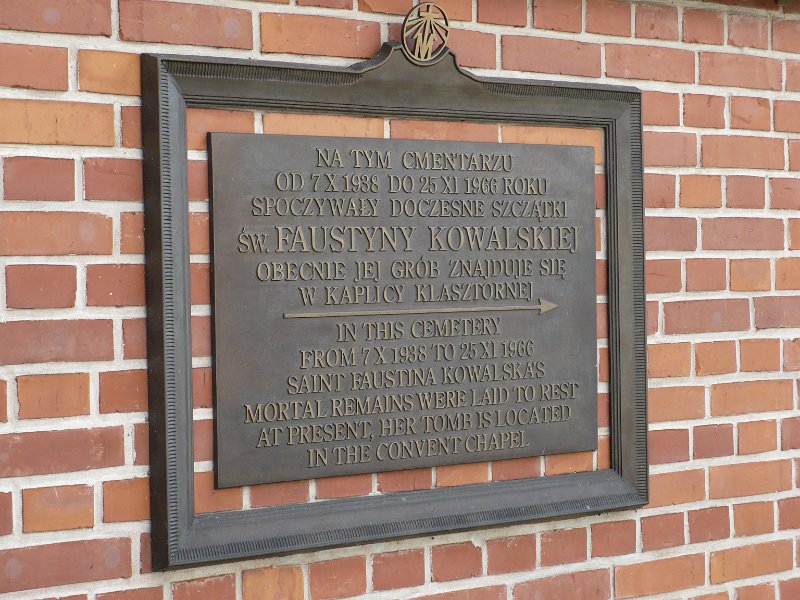 NA TYM CMENTARZU
OD 7 X 1938 DO 25 XI 1966 ROKU
SPOCZYWAŁY DOCZESNE SZCZĄTKI
ŚW. FAUSTYNY KOWALSKIEJ
OBECNIE JEJ GRÓB ZNAJDUJE SIĘ
W KAPLICY KLASZTORNEJ
IN THIS CEMETERY
FROM 7 X 1938 TO 25 XI 1966
SAINT FAUSTINA KOWALSKA'S
MORTAL REMAINS WERE LAID TO REST
AT PRESENT, HER TOMB IS LOCATED
IN THE CONVENT CHAPEL